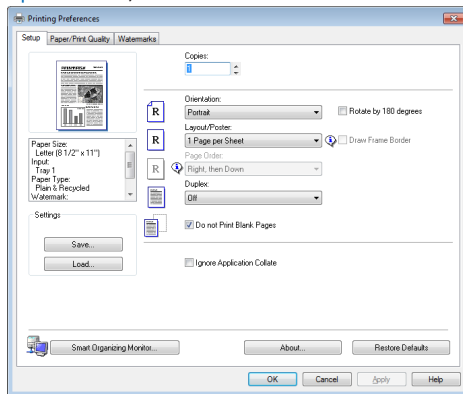 Printing Preferences
Setup
Paper/Print Quality
Watermarks
Copies:
1
Paper Size:
Letter (8 1/2" x 11")
Input:
Tray 1
Paper Type:
Plain & Recycled
Watermark:
Orientation:
R
Portrait
Rotate by 180 degrees
Layout/Poster:
R
1 Page per Sheet
Draw Frame Border
Page Order:
R
Right, then Down
Duplex:
Off
Settings
Save...
Load...
Do not Print Blank Pages
Ignore Application Collate
Smart Organizing Monitor...
About...
Restore Defaults
OK
Cancel
Apply
Help